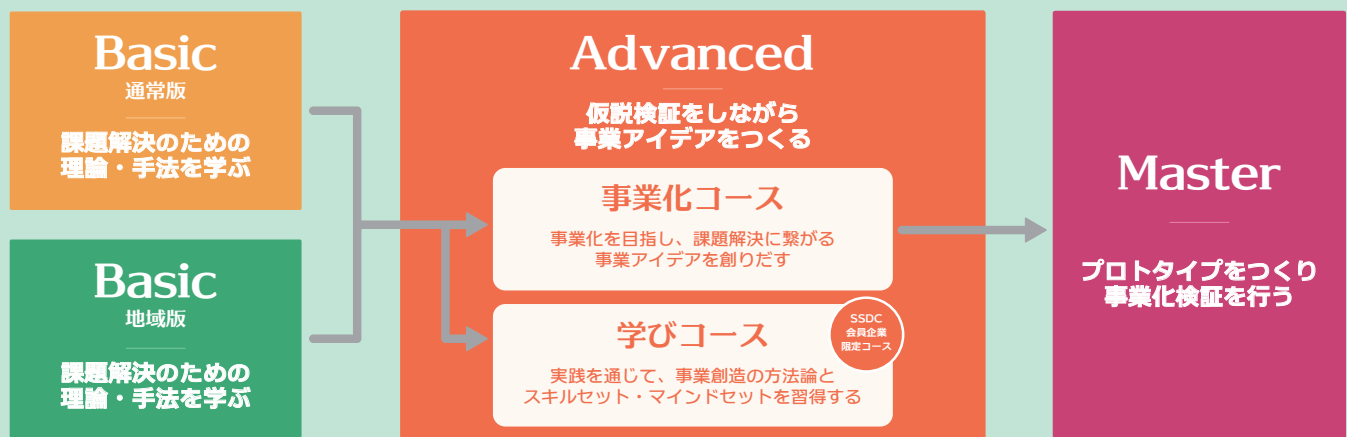 Basic
通常版
課題解決のための
理論・手法を学ぶ
Basic
地域版
課題解決のための
理論・手法を学ぶ
Advanced
仮説検証をしながら
事業アイデアをつくる
事業化コース
事業化を目指し、課題解決に繋がる
事業アイデアを創りだす
学びコース
SSDC
会員企業
限定コース
実践を通じて、事業創造の方法論と
スキルセット・マインドセットを習得する
Master
プロトタイプをつくり
事業化検証を行う